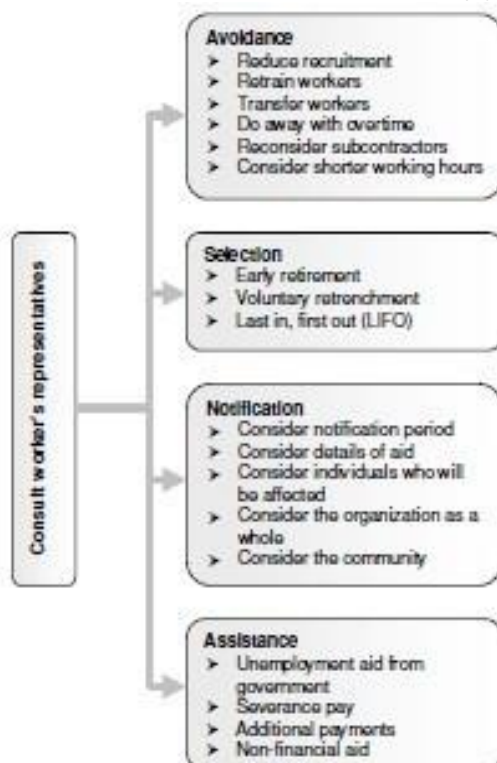 Consult worker's representatives
Avoidance
➤ Reduce recruitment
➤ Retrain workers
➤ Transfer workers
➤ Do away with overtime
➤ Reconsider subcontractors
➤ Consider shorter working hours
Selection
➤ Early retirement
➤ Voluntary retrenchment
➤ Last in, first out (LIFO)
Notification
➤ Consider notification period
➤ Consider details of aid
➤ Consider individuals who will
be affected
➤ Consider the organization as a
whole
➤ Consider the community
Assistance
➤ Unemployment aid from
government
➤ Severance pay
➤ Additional payments
➤ Non-financial aid